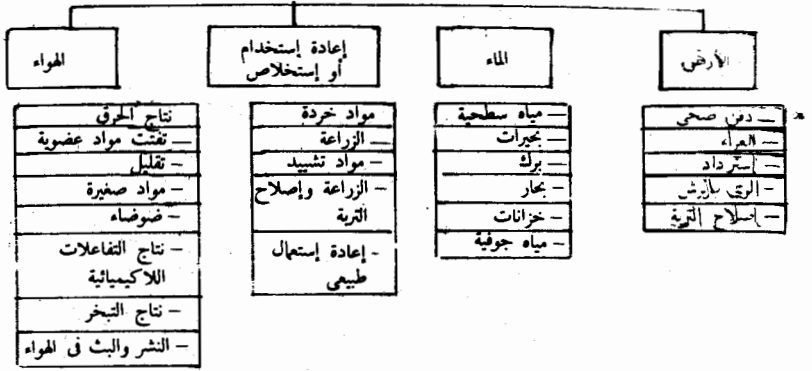 الأرض
– دفن صحي
– العراء
– إسترداد
– الرى بالرش
– إصلاح التربة
الماء
– مياه سطحية
– بحيرات
– برك
– بحار
– خزانات
– مياه جوفية
إعادة إستخدام
أو إستخلاص
مواد خردة
– الزراعة
– مواد تشييد
– الزراعة وإصلاح
التربة
– إعادة إستعمال
طبيعى
الهواء
نتاج الحرق
– تفتت مواد عضوية
– تقليل
– مواد صغيرة
– ضوضاء
– نتاج التفاعلات
اللاكيميائية
– نتاج التبخر
– النشر والبث فى الهواء